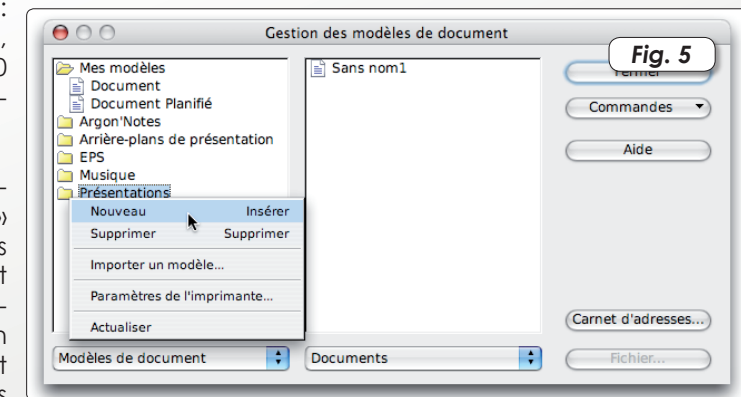 :
,
0
–
–
»
s
t
–
n
t
s
Gestion des modèles de document
Fig. 5
Mes modèles
Document
Document Planifié
Argon'Notes
Arrière-plans de présentation
EPS
Musique
Présentations
Nouveau Insérer
Supprimer Supprimer
Importer un modèle...
Paramètres de l'imprimante...
Actualiser
Modèles de document
Sans nom1
Documents
Commandes
Aide
Carnet d'adresses...
Fichier...